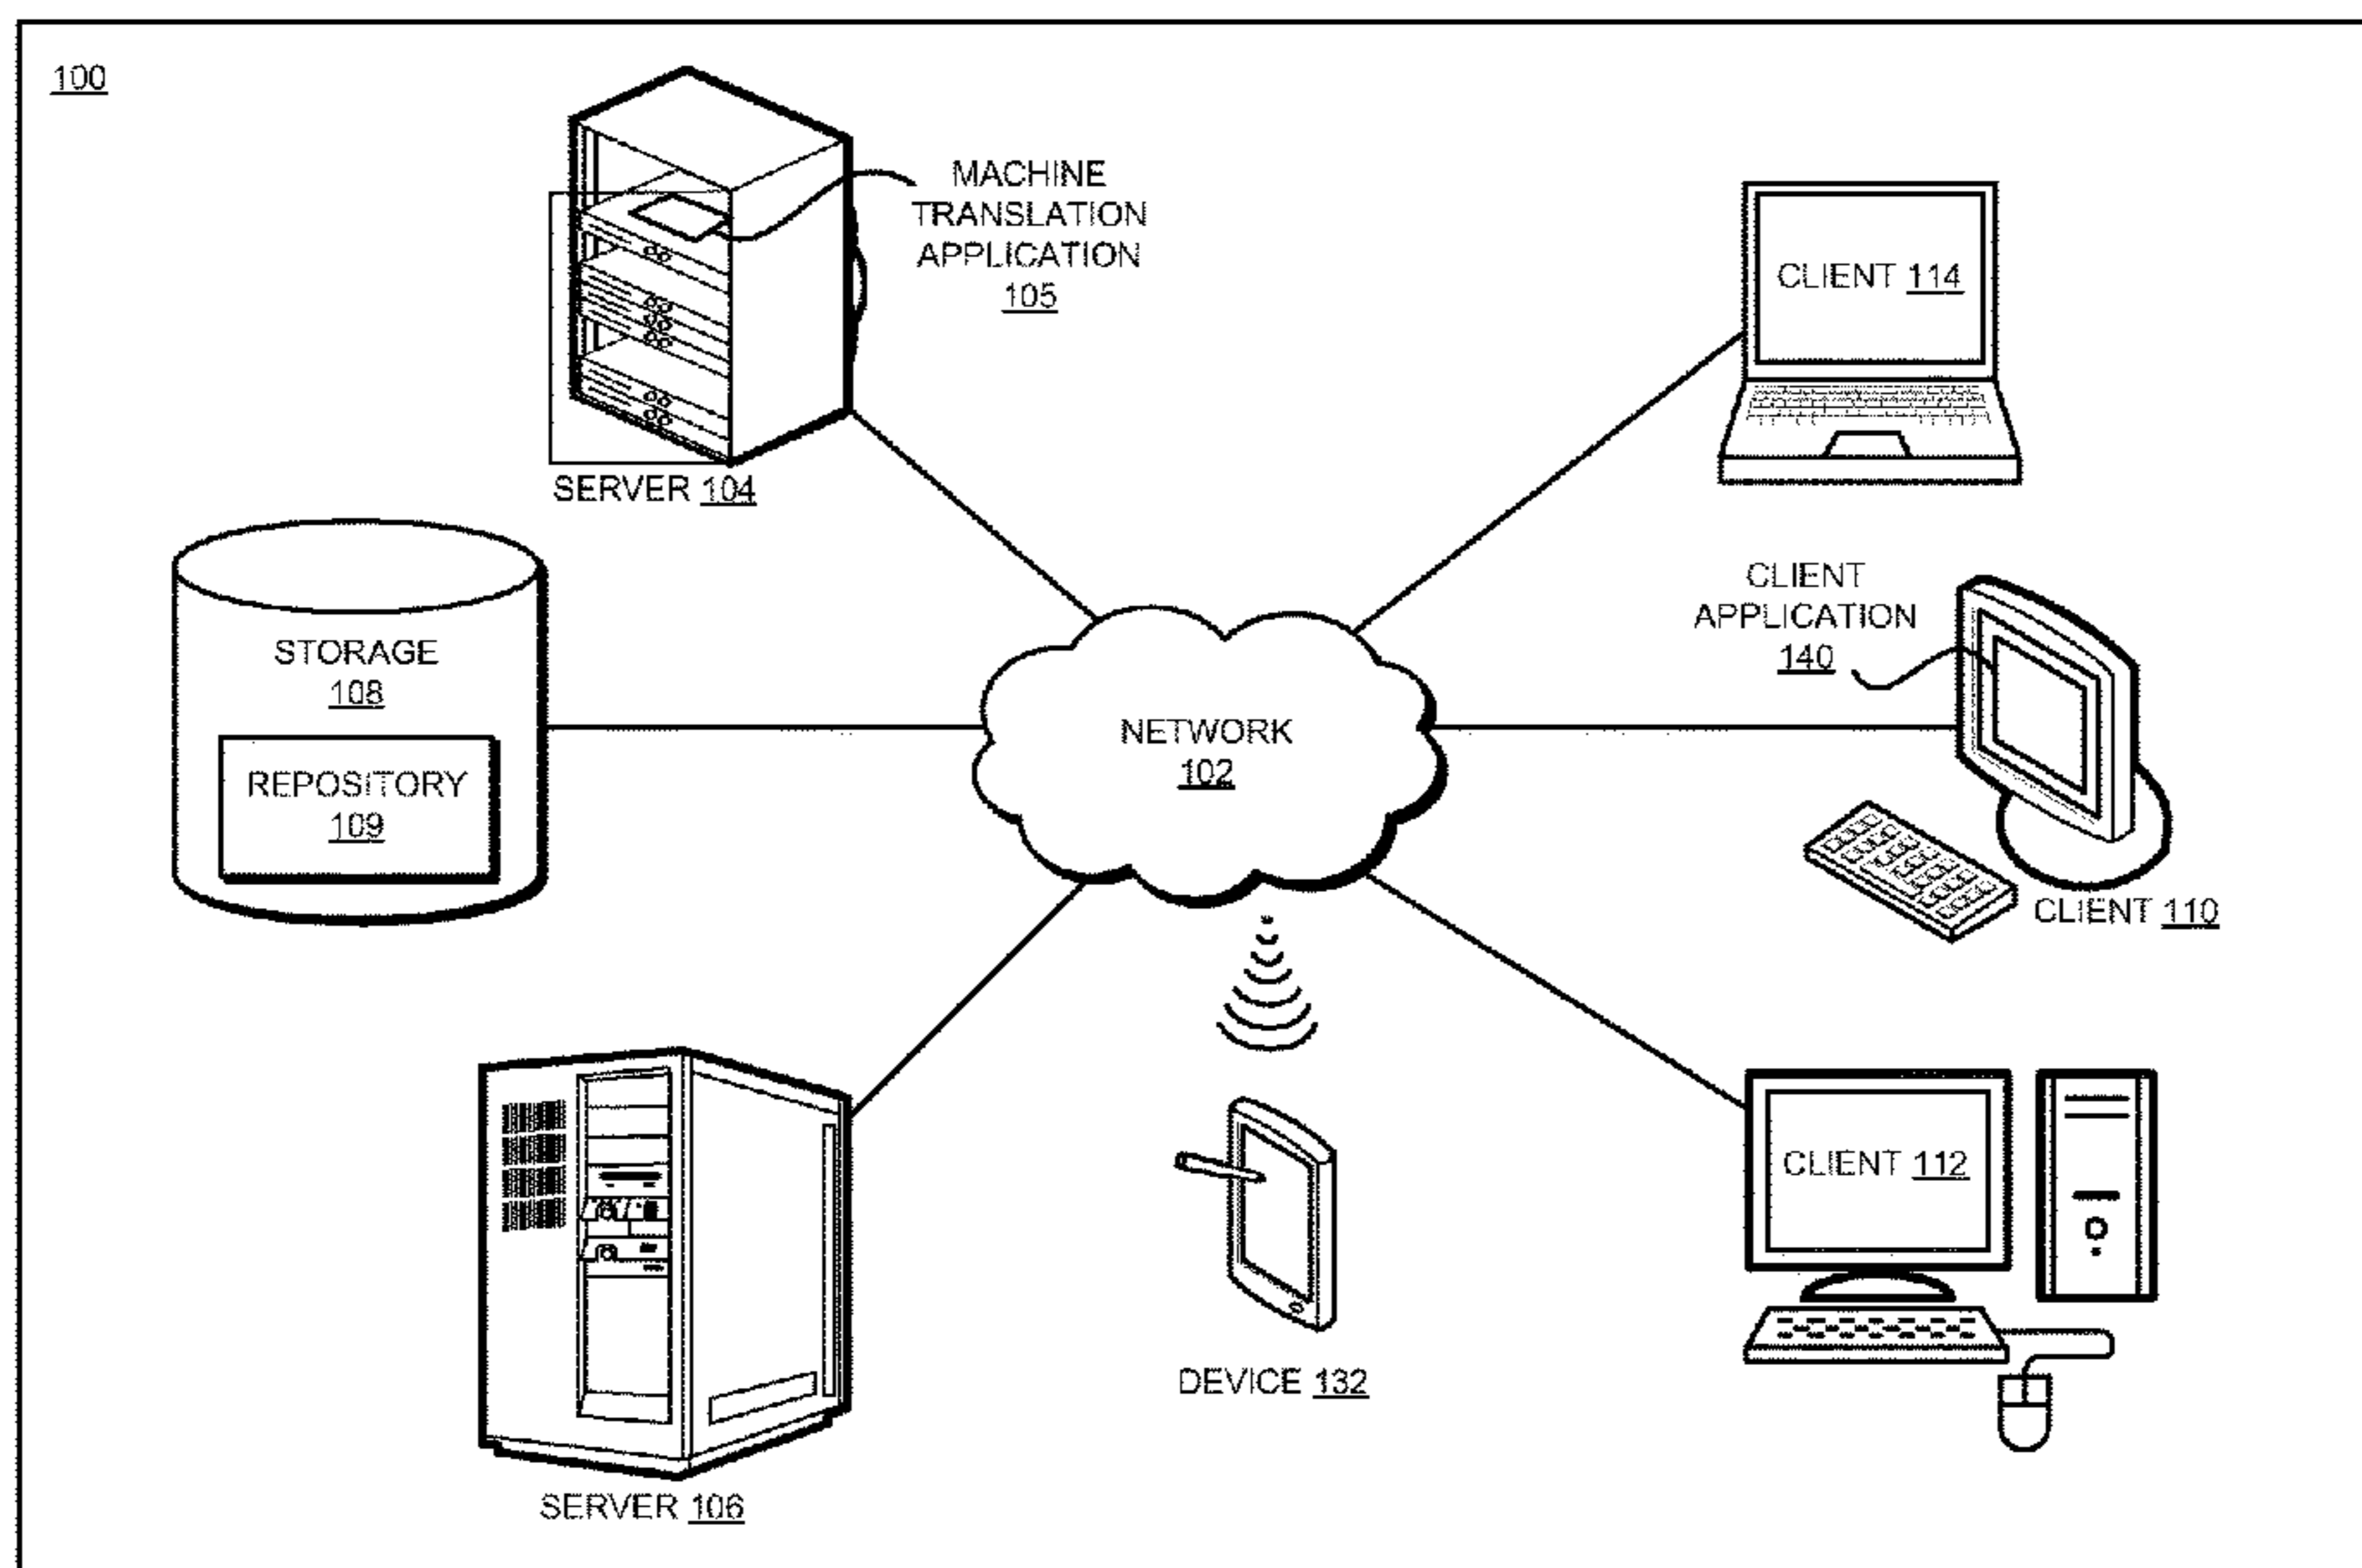 100
MACHINE
TRANSLATION
APPLICATION
105
SERVER 104
CLIENT 114
CLIENT
APPLICATION
140
STORAGE
108
REPOSITORY
109
NETWORK
102
CLIENT 110
CLIENT 112
DEVICE 132
SERVER 106